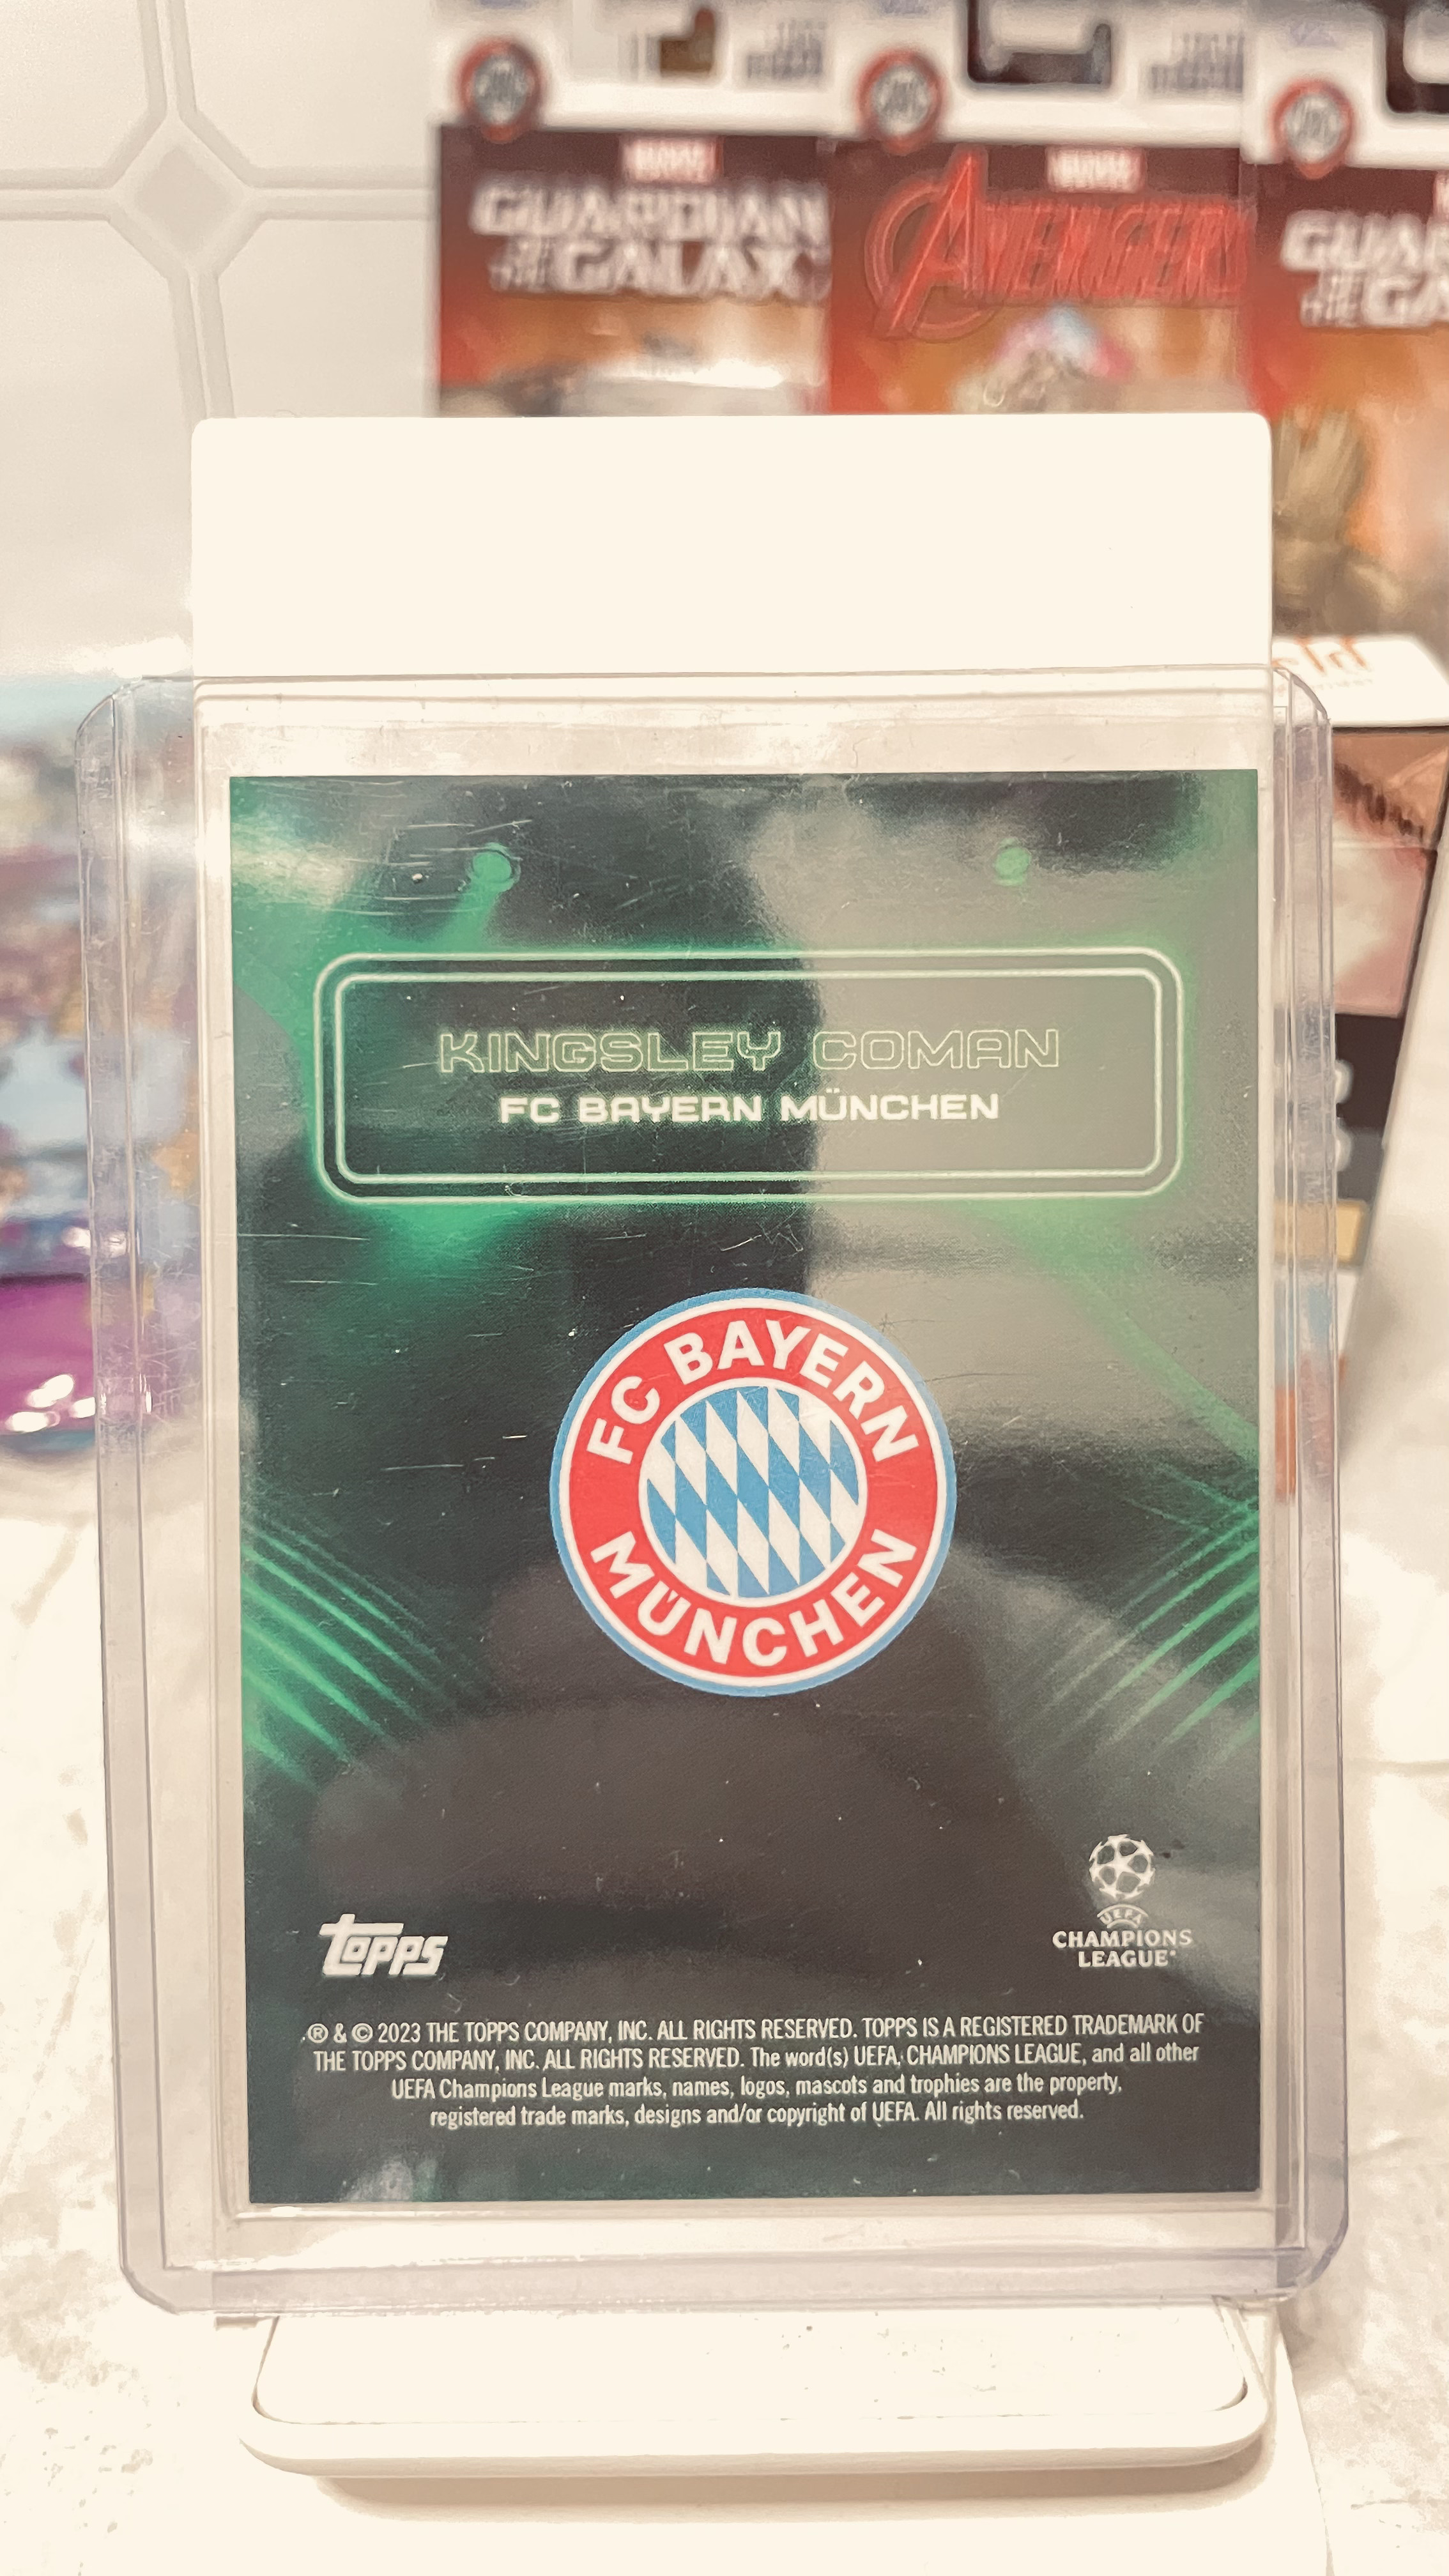 MARVEL
GUARDIAN
OF THE
GALAXY
MARVEL
AVENGERS
KINGSLEY COMAN
FC BAYERN MÜNCHEN
FC BAYERN
MÜNCHEN
topps
UEFA
CHAMPIONS
LEAGUE
® & © 2023 THE TOPPS COMPANY, INC. ALL RIGHTS RESERVED. TOPPS IS A REGISTERED TRADEMARK OF
THE TOPPS COMPANY, INC. ALL RIGHTS RESERVED. The word(s) UEFA, CHAMPIONS LEAGUE, and all other
UEFA Champions League marks, names, logos, mascots and trophies are the property,
registered trade marks, designs and/or copyright of UEFA. All rights reserved.